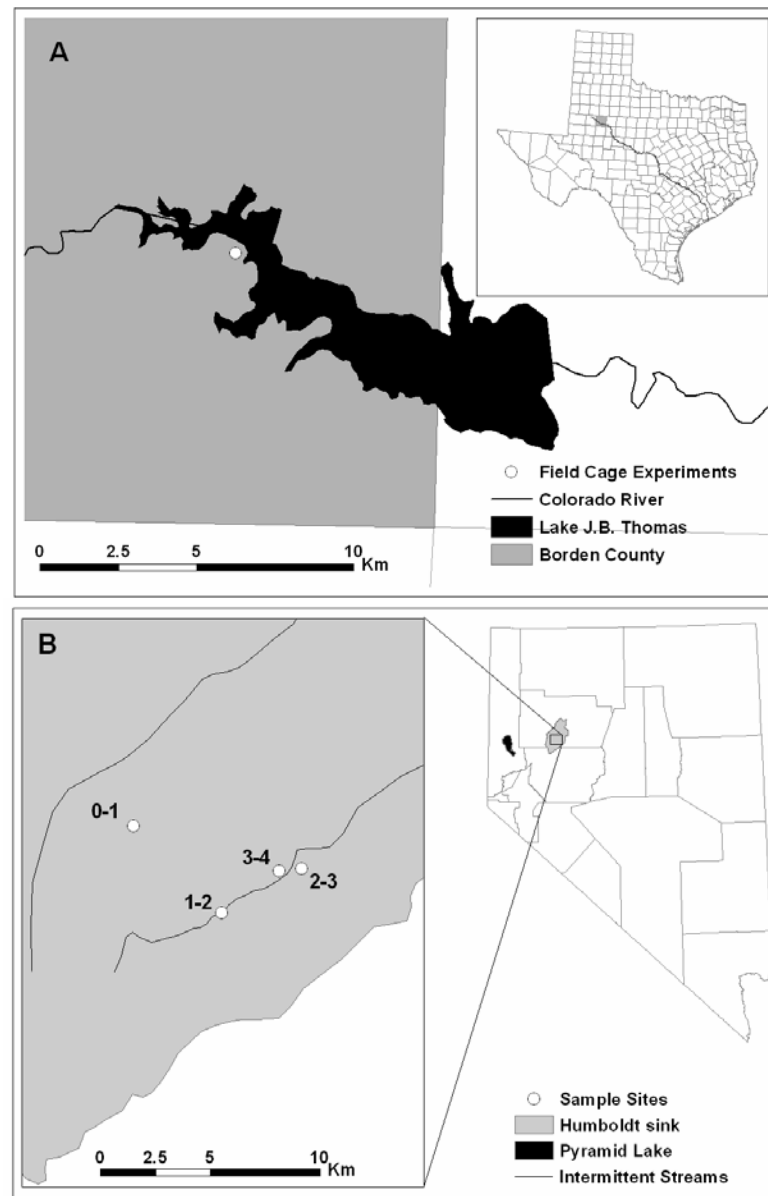 A
Field Cage Experiments
Colorado River
Lake J.B. Thomas
Borden County
0 2.5 5 10
Km
B
0-1
3-4
2-3
1-2
Sample Sites
Humboldt sink
Pyramid Lake
Intermittent Streams
0 2.5 5 10
Km